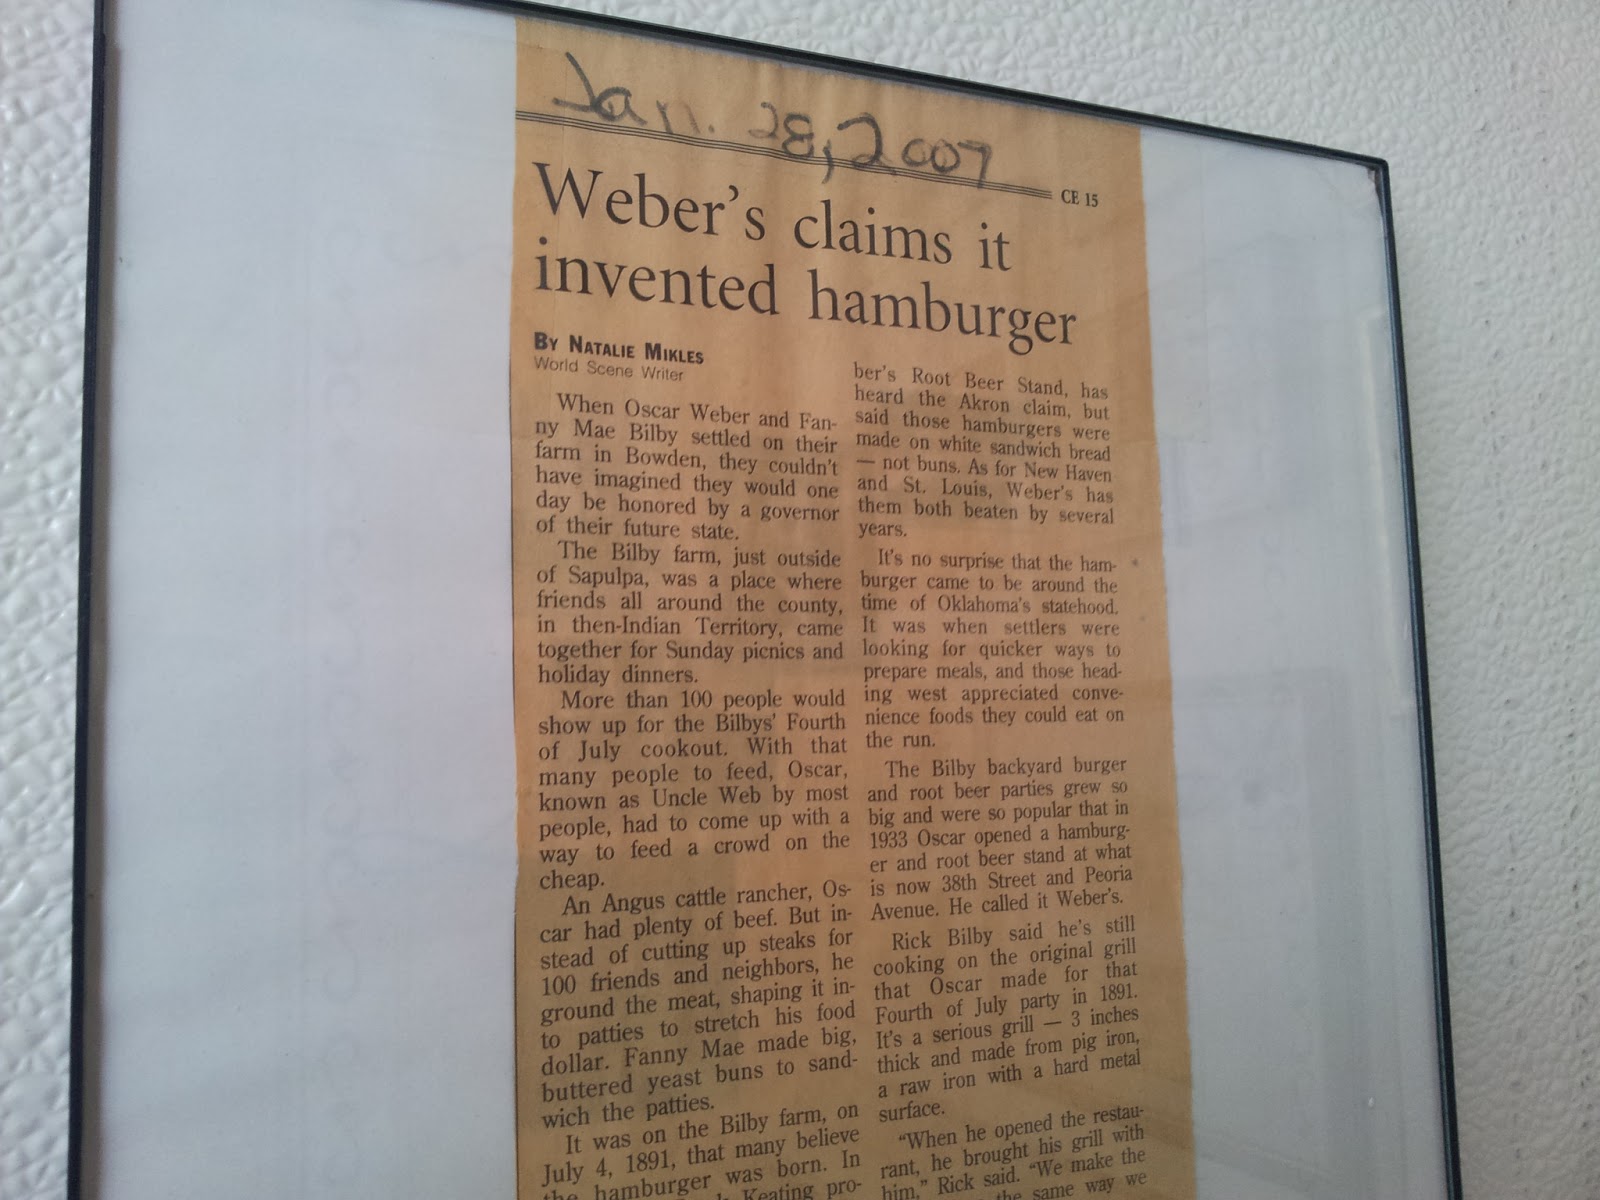 Jan. 28, 2007
CE 15
Weber's claims it
invented hamburger
BY NATALIE MIKLES
World Scene Writer
When Oscar Weber and Fan-
ny Mae Bilby settled on their
farm in Bowden, they couldn't
have imagined they would one
day be honored by a governor
of their future state.
The Bilby farm, just outside
of Sapulpa, was a place where
friends all around the county,
in then-Indian Territory, came
together for Sunday picnics and
holiday dinners.
More than 100 people would
show up for the Bilbys' Fourth
of July cookout. With that
many people to feed, Oscar,
known as Uncle Web by most
people, had to come up with a
way to feed a crowd on the
cheap.
An Angus cattle rancher, Os-
car had plenty of beef. But in-
stead of cutting up steaks for
100 friends and neighbors, he
ground the meat, shaping it in-
to patties to stretch his food
dollar. Fanny Mae made big,
buttered yeast buns to sand-
wich the patties.
It was on the Bilby farm, on
July 4, 1891, that many believe
the hamburger was born. In
Keating pro-
ber's Root Beer Stand, has
heard the Akron claim, but
said those hamburgers were
made on white sandwich bread
— not buns. As for New Haven
and St. Louis, Weber's has
them both beaten by several
years.
It's no surprise that the ham-
burger came to be around the
time of Oklahoma's statehood.
It was when settlers were
looking for quicker ways to
prepare meals, and those head-
ing west appreciated conve-
nience foods they could eat on
the run.
The Bilby backyard burger
and root beer parties grew so
big and were so popular that in
1933 Oscar opened a hamburg-
er and root beer stand at what
is now 38th Street and Peoria
Avenue. He called it Weber's.
Rick Bilby said he's still
cooking on the original grill
that Oscar made for that
Fourth of July party in 1891.
It's a serious grill — 3 inches
thick and made from pig iron,
a raw iron with a hard metal
surface.
"When he opened the restau-
rant, he brought his grill with
him," Rick said. "We make the
the same way we